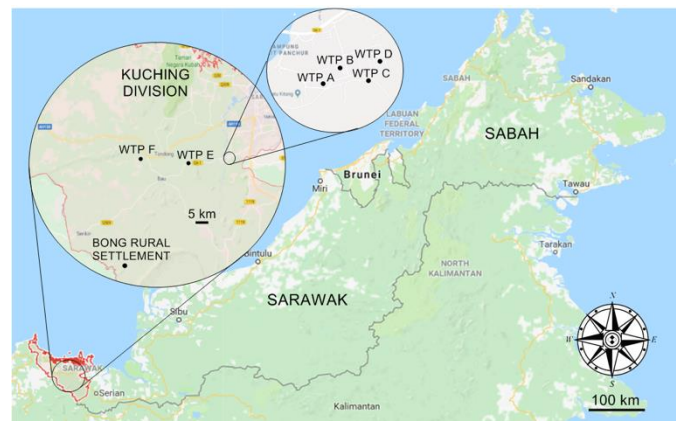 KUCHING
DIVISION
WTP F
WTP E
5 km
BONG RURAL
SETTLEMENT
WTP D
WTP B
WTP A
WTP C
SABAH
Sandakan
LABUAN
FEDERAL
TERRITORY
SABAH
Brunei
Miri
Tawau
Tarakan
Bintulu
NORTH
KALIMANTAN
SARAWAK
Sibu
SARAWAK
Serian
Kalimantan
N
W
E
S
100 km